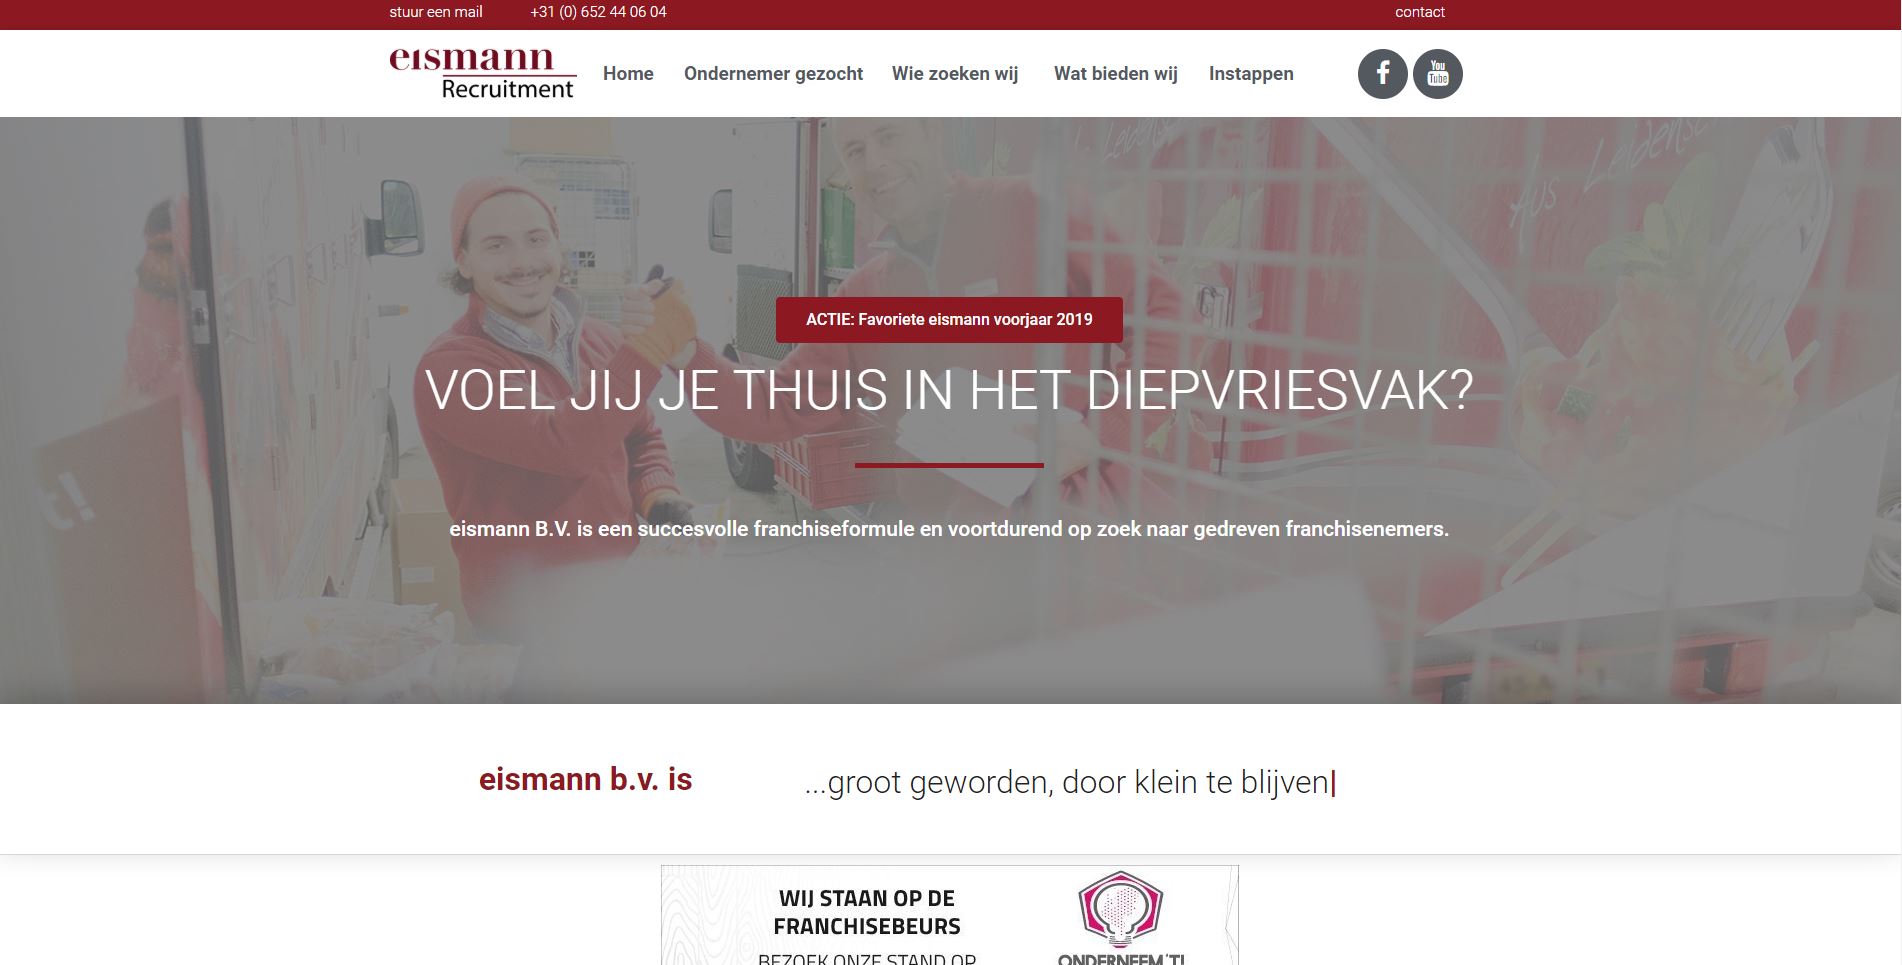 stuur een mail +31 (0) 652 44 06 04 contact
eismann
Recruitment
Home Ondernemer gezocht Wie zoeken wij Wat bieden wij Instappen
You
Tube
Aus Leidensc
ACTIE: Favoriete eismann voorjaar 2019
VOEL JIJ JE THUIS IN HET DIEPVRIESVAK?
eismann B.V. is een succesvolle franchiseformule en voortdurend op zoek naar gedreven franchisenemers.
eismann b.v. is ...groot geworden, door klein te blijven
WIJ STAAN OP DE
FRANCHISEBEURS
BEZOEK ONZE STAND OP
ONDERNEEM'T!